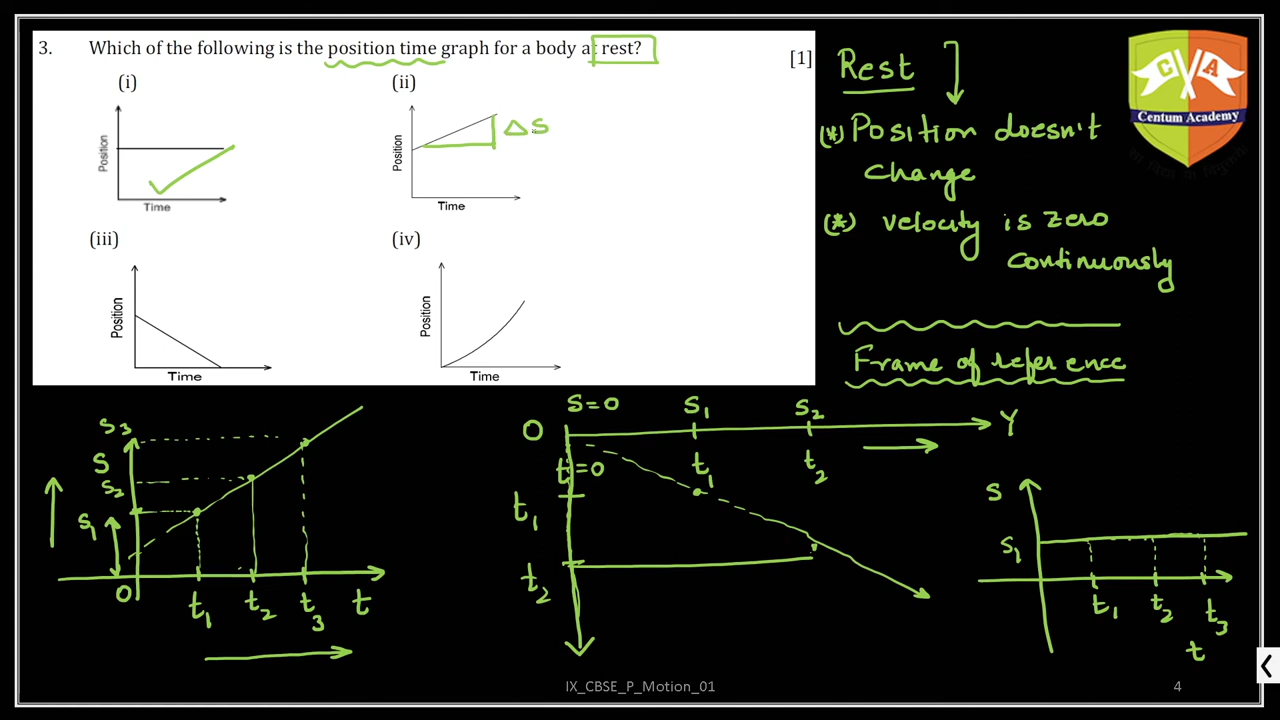 3. Which of the following is the position time graph for a body at rest?
[1]
(i)
Position
Time
(ii)
Position
Time
Δs
(iii)
Position
Time
(iv)
Position
Time
Rest
(*) Position doesn't
change
(*) velocity is zero
continuously
Frame of reference
C A
Centum Academy
s3
s
s2
s1
O
t1 t2 t3 t
s=0 s1 s2
O Y
t=0 t1 t2
t1
t2
s
s1
t1 t2 t3
t
IX_CBSE_P_Motion_01
4